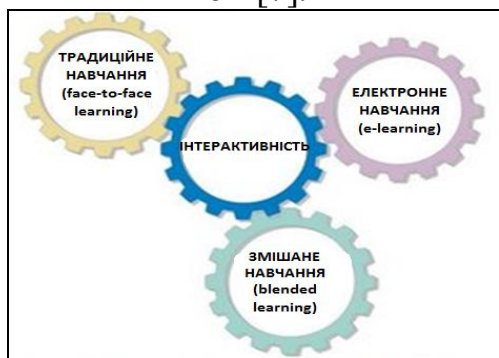 ТРАДИЦІЙНЕ
НАВЧАННЯ
(face-to-face
learning)
ЕЛЕКТРОННЕ
НАВЧАННЯ
(e-learning)
ІНТЕРАКТИВНІСТЬ
ЗМІШАНЕ
НАВЧАННЯ
(blended
learning)